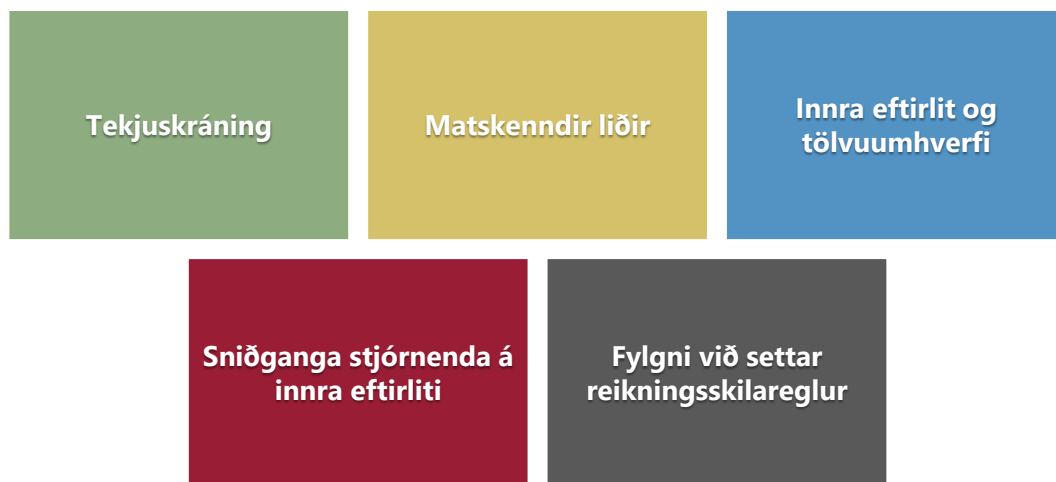 Tekjuskráning
Matskenndir liðir
Innra eftirlit og
tölvuumhverfi
Sniðganga stjórnenda á
innra eftirliti
Fylgni við settar
reikningsskilareglur